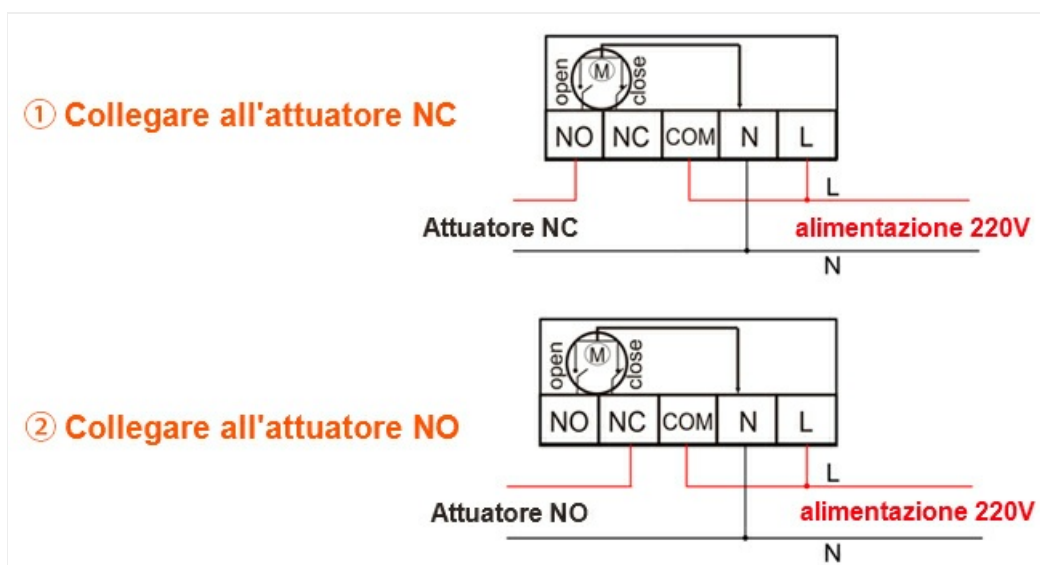 ① Collegare all'attuatore NC
open
M
close
NO NC COM N L
L
Attuatore NC
alimentazione 220V
N
② Collegare all'attuatore NO
open
M
close
NO NC COM N L
L
Attuatore NO
alimentazione 220V
N